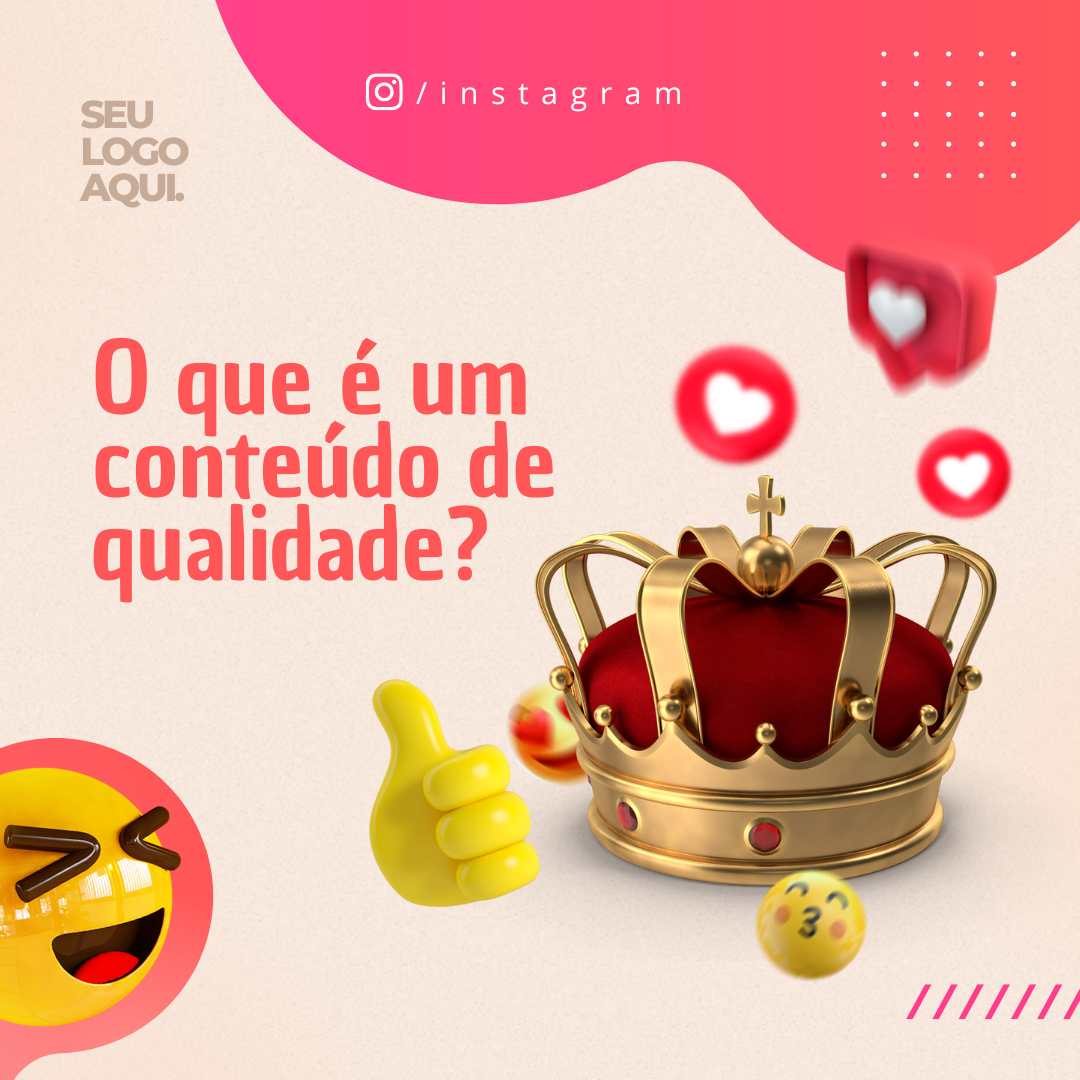 SEU
LOGO
AQUI.
/instagram
O que é um
conteúdo de
qualidade?